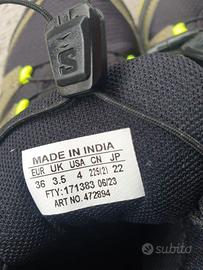 MADE IN INDIA
EUR UK USA CN JP
36 3.5 4 225(2) 22
FTY:171383 06/23
ART NO.472894
subito